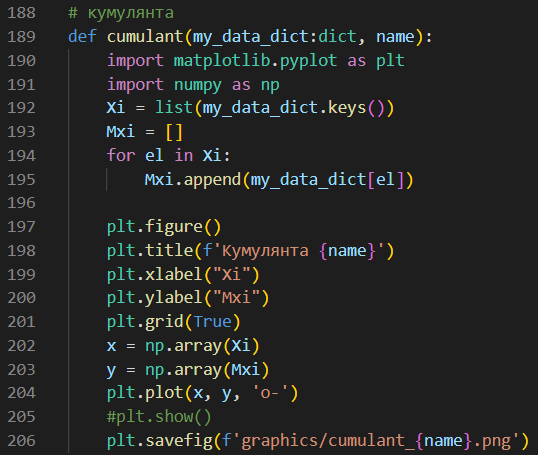 188 # кумулянта
189 def cumulant(my_data_dict:dict, name):
190     import matplotlib.pyplot as plt
191     import numpy as np
192     Xi = list(my_data_dict.keys())
193     Mxi = []
194     for el in Xi:
195         Mxi.append(my_data_dict[el])
196
197     plt.figure()
198     plt.title(f'Кумулянта {name}')
199     plt.xlabel("Xi")
200     plt.ylabel("Mxi")
201     plt.grid(True)
202     x = np.array(Xi)
203     y = np.array(Mxi)
204     plt.plot(x, y, 'o-')
205     #plt.show()
206     plt.savefig(f'graphics/cumulant_{name}.png')